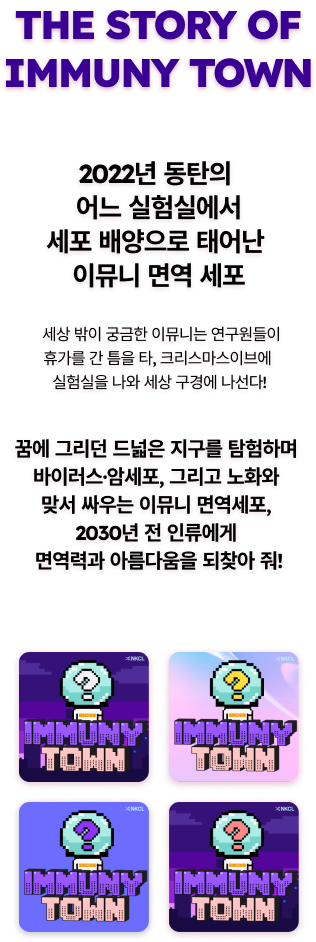 THE STORY OF
IMMUNY TOWN
2022년 동탄의
어느 실험실에서
세포 배양으로 태어난
이뮤니 면역 세포
세상 밖이 궁금한 이뮤니는 연구원들이
휴가를 간 틈을 타, 크리스마스이브에
실험실을 나와 세상 구경에 나선다!
꿈에 그리던 드넓은 지구를 탐험하며
바이러스·암세포, 그리고 노화와
맞서 싸우는 이뮤니 면역세포,
2030년 전 인류에게
면역력과 아름다움을 되찾아 줘!
NKCL
?
IMMUNY
TOWN
NKCL
?
IMMUNY
TOWN
NKCL
?
IMMUNY
TOWN
NKCL
?
IMMUNY
TOWN